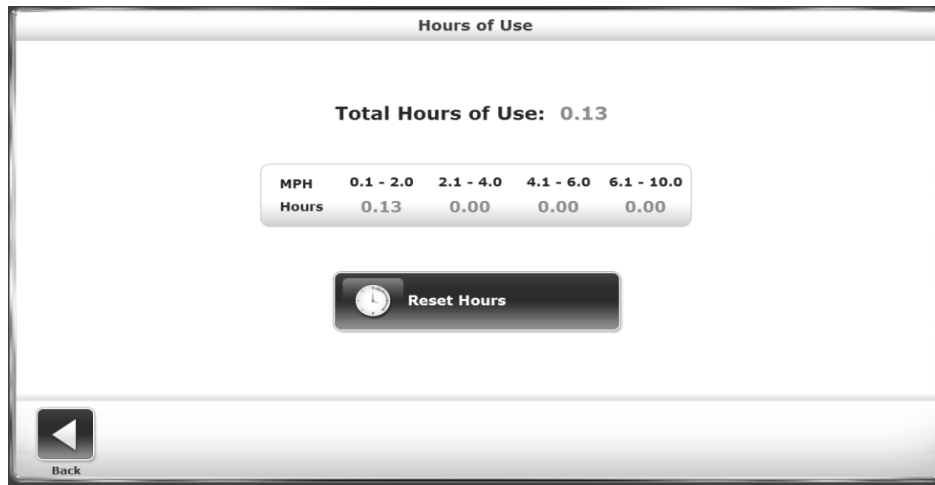 Hours of Use
Total Hours of Use: 0.13
MPH 0.1 - 2.0 2.1 - 4.0 4.1 - 6.0 6.1 - 10.0
Hours 0.13 0.00 0.00 0.00
Reset Hours
Back